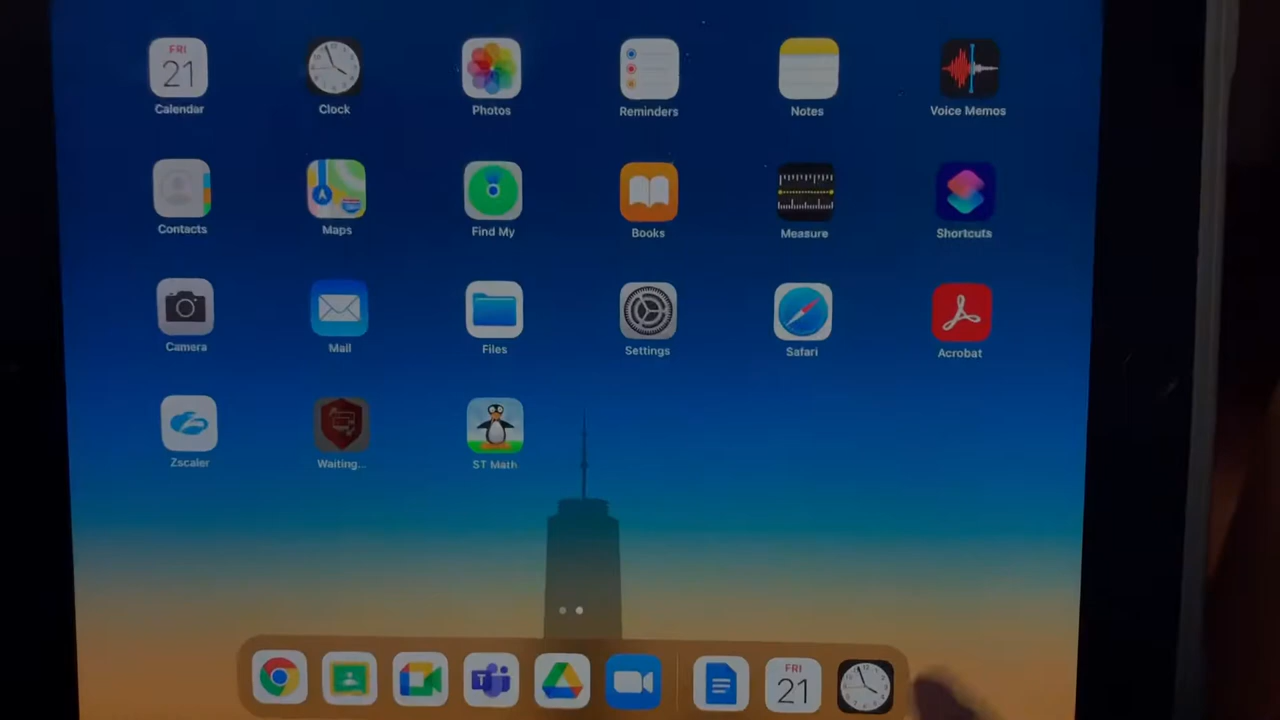 FRI
21
Calendar
Clock
Photos
Reminders
Notes
Voice Memos
Contacts
Maps
Find My
Books
Measure
Shortcuts
Camera
Mail
Files
Settings
Safari
Acrobat
Zscaler
Waiting...
ST Math
FRI
21